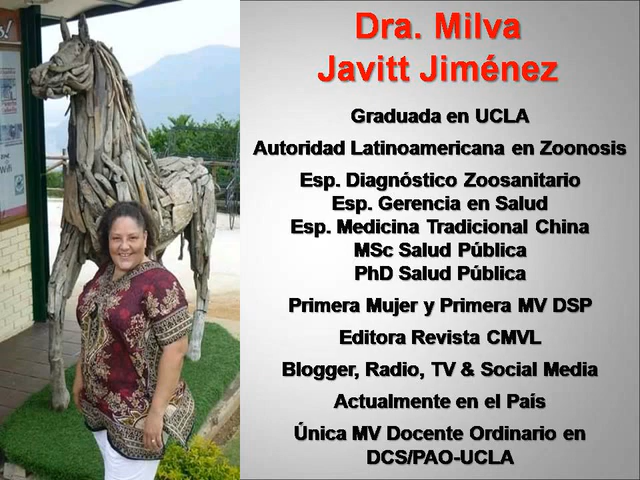 Dra. Milva
Javitt Jiménez
Graduada en UCLA
Autoridad Latinoamericana en Zoonosis
Esp. Diagnóstico Zoosanitario
Esp. Gerencia en Salud
Esp. Medicina Tradicional China
MSc Salud Pública
PhD Salud Pública
Primera Mujer y Primera MV DSP
Editora Revista CMVL
Blogger, Radio, TV & Social Media
Actualmente en el País
Única MV Docente Ordinario en
DCS/PAO-UCLA